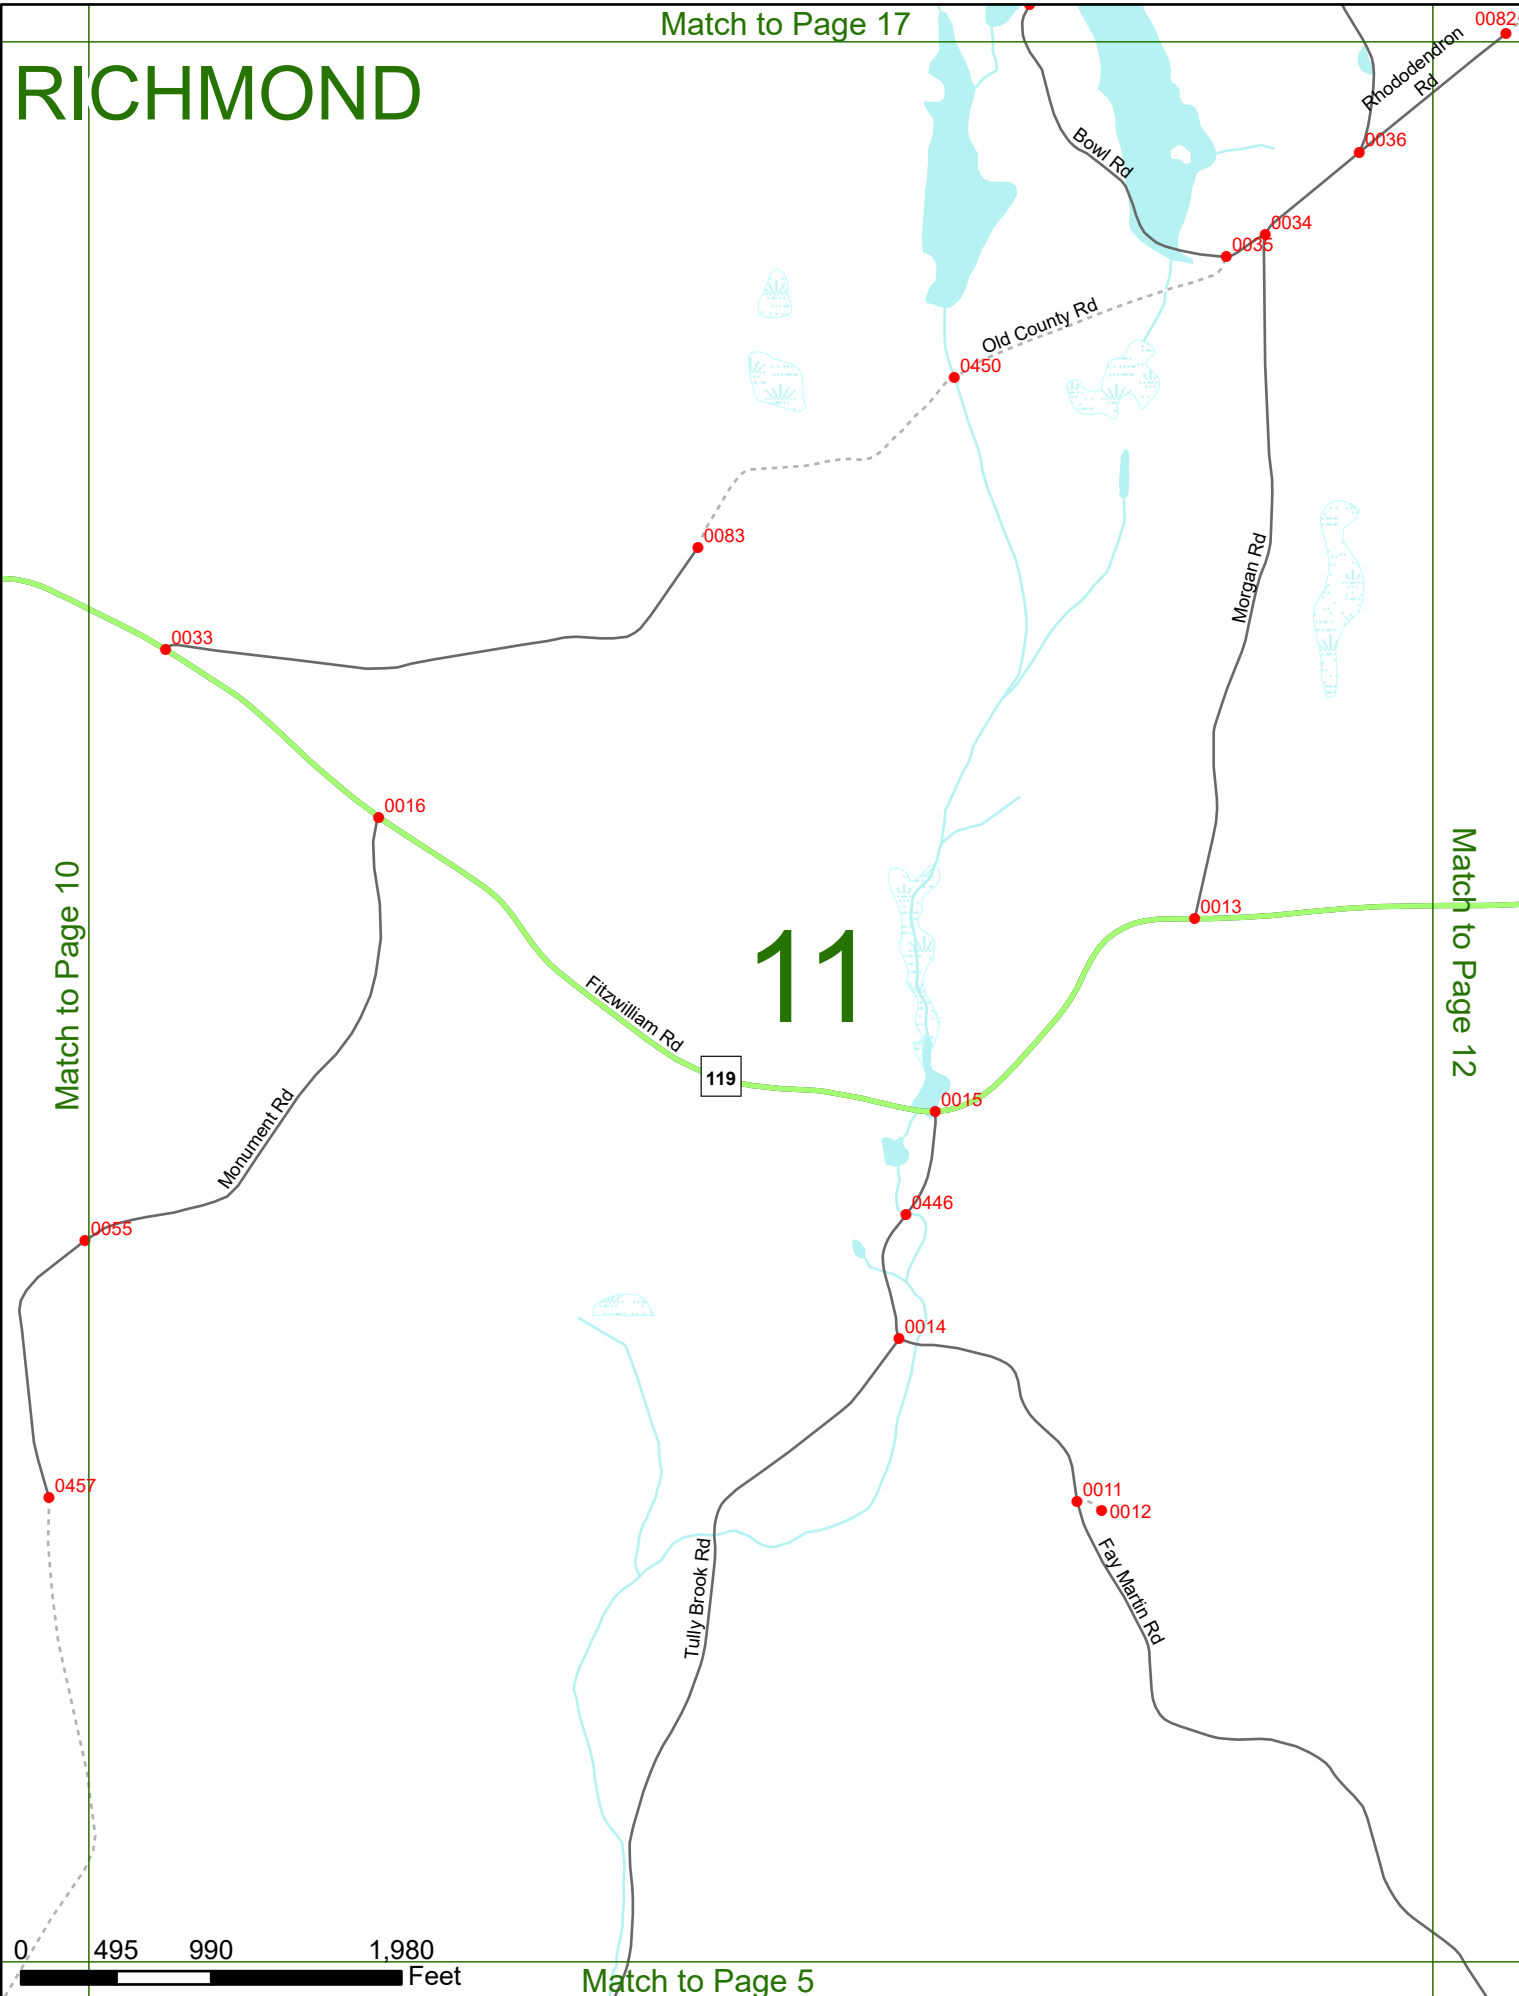 Match to Page 17
0082
RICHMOND
Rhododendron
Rd
0036
Bowl Rd
0034
0035
Old County Rd
0450
0083
Morgan Rd
0033
0016
Match to Page 10
Match to Page 12
0013
11
Fitzwilliam Rd
119
0015
Monument Rd
0446
0055
0014
0457
0011
0012
Fay Martin Rd
Tully Brook Rd
0 495 990 1,980
Feet
Match to Page 5